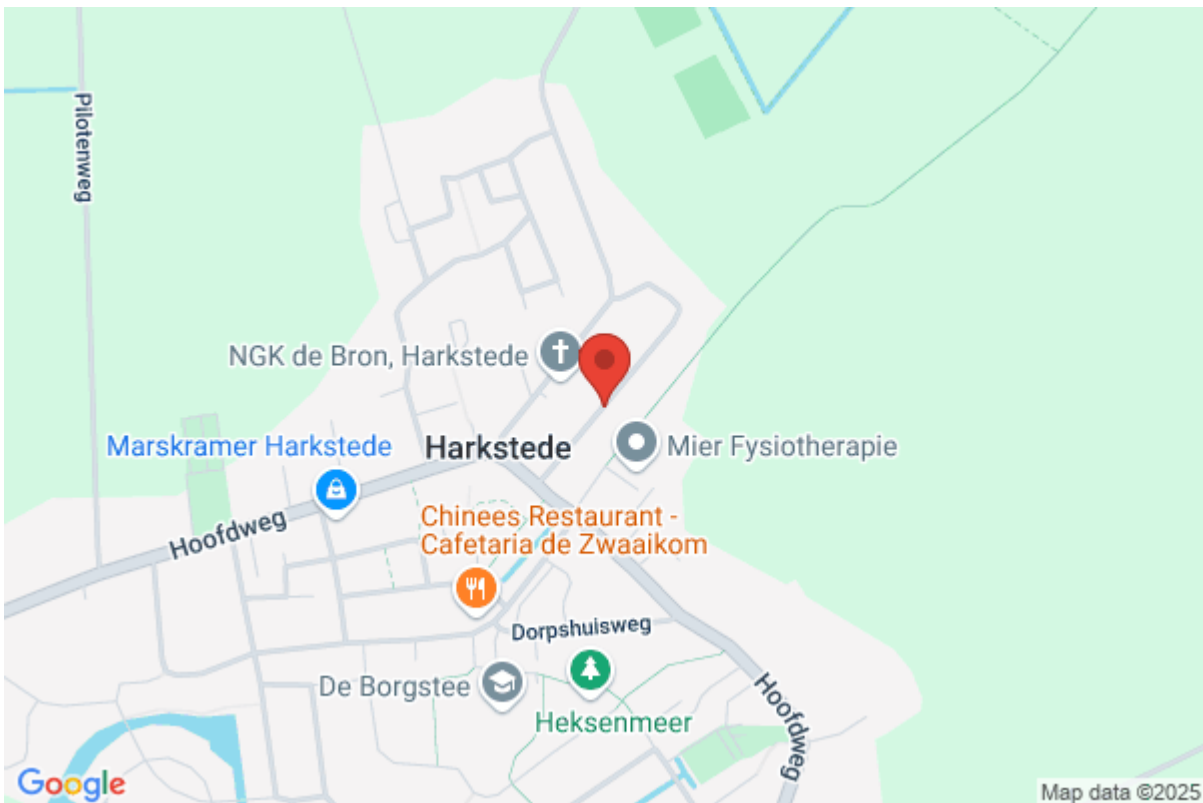 Pilotenweg
NGK de Bron, Harkstede
Marskramer Harkstede
Harkstede
Mier Fysiotherapie
Hoofdweg
Chinees Restaurant -
Cafetaria de Zwaaikom
Dorpshuisweg
De Borgstee
Heksenmeer
Hoofdweg
Google
Map data ©2025